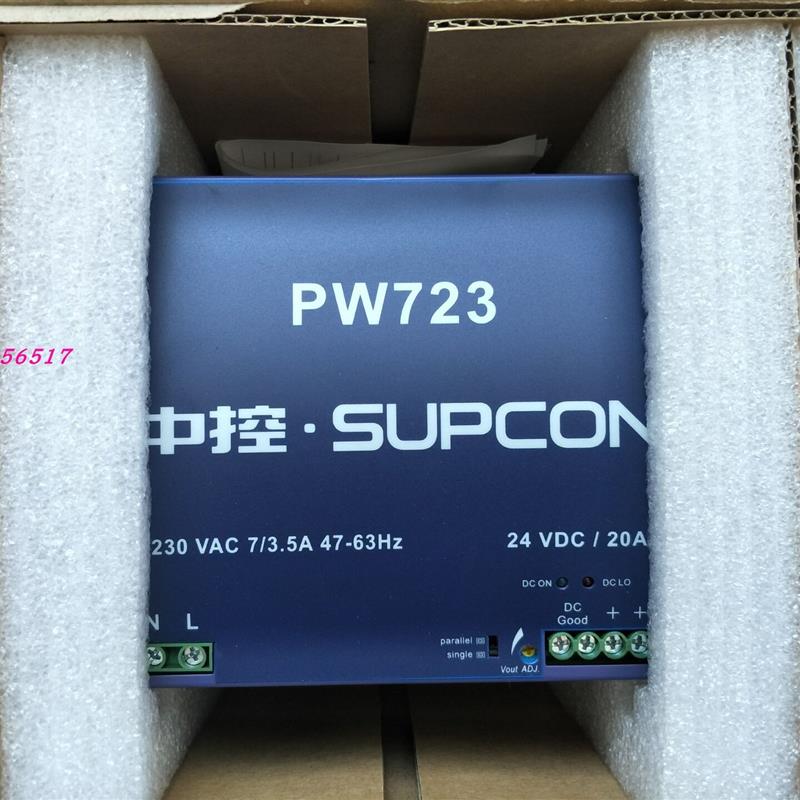 PW723
56517
中控·SUPCON
230 VAC 7/3.5A 47-63Hz
24 VDC / 20A
DC ON
DC LO
N L
DC Good
+ +
parallel
single
Vout ADJ.